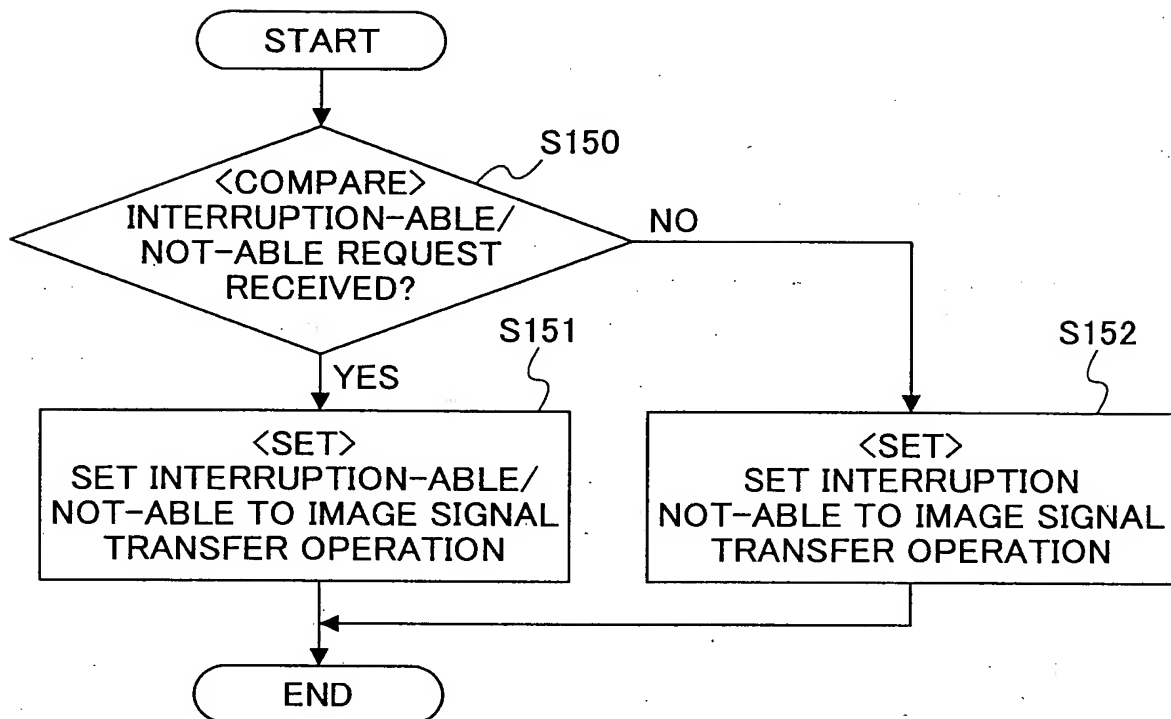 START
S150
<COMPARE>
INTERRUPTION-ABLE/
NOT-ABLE REQUEST
RECEIVED?
NO
YES
S151
<SET>
SET INTERRUPTION-ABLE/
NOT-ABLE TO IMAGE SIGNAL
TRANSFER OPERATION
S152
<SET>
SET INTERRUPTION
NOT-ABLE TO IMAGE SIGNAL
TRANSFER OPERATION
END